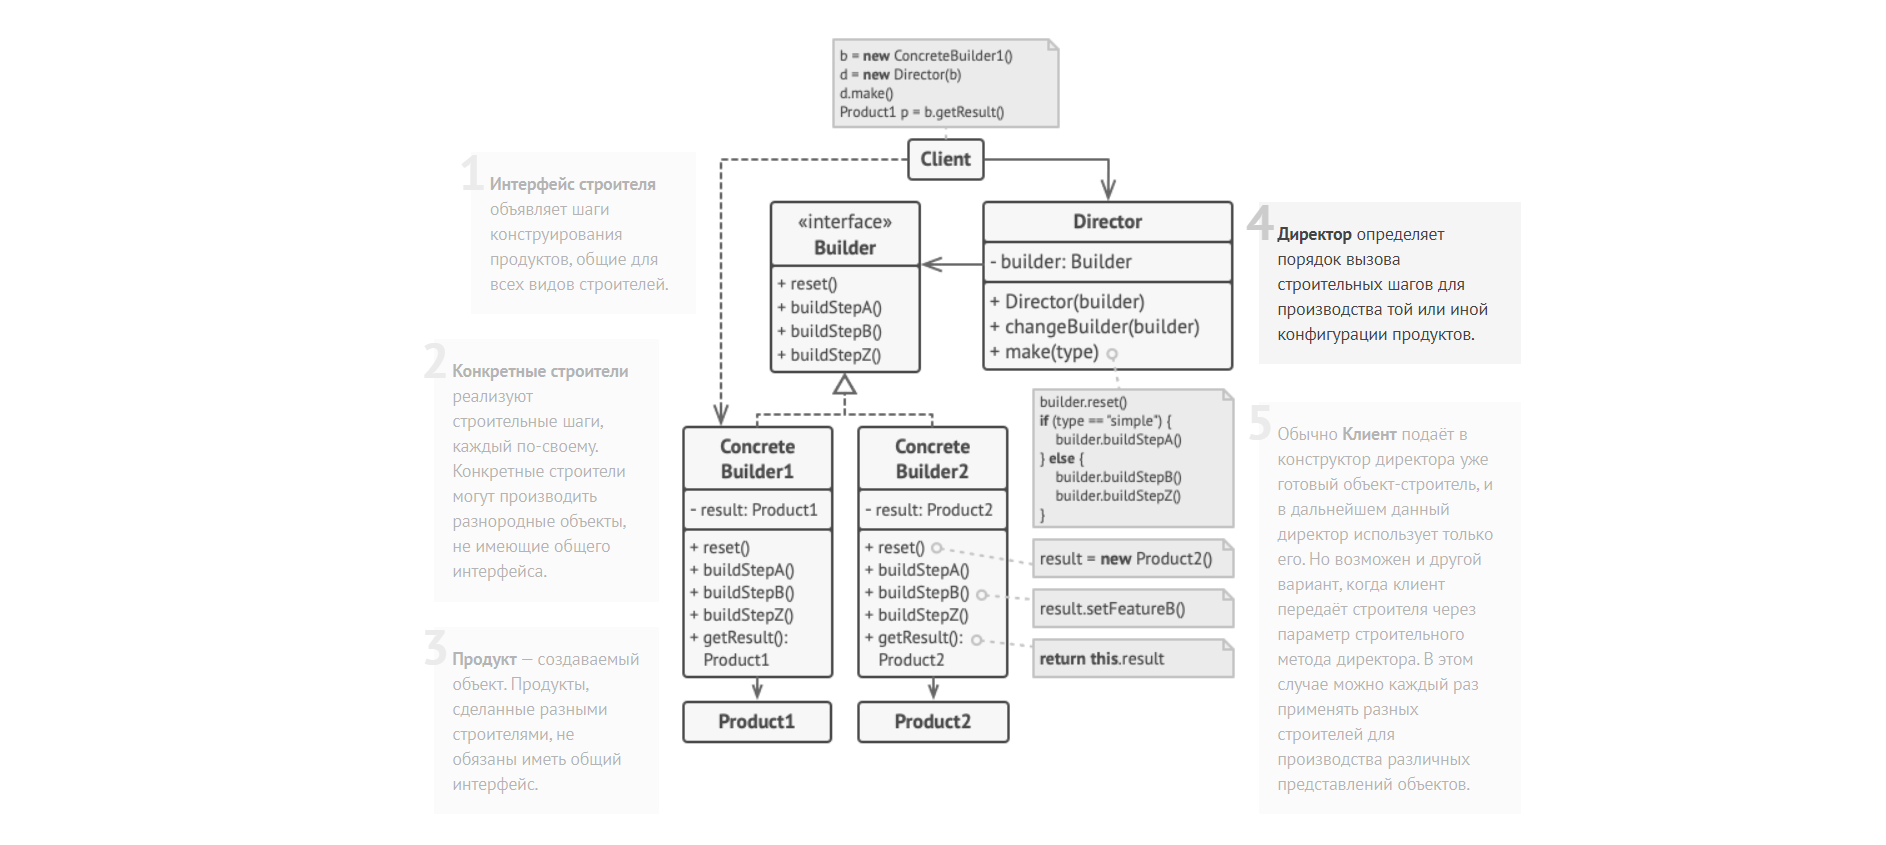 b = new ConcreteBuilder1()
d = new Director(b)
d.make()
Product1 p = b.getResult()
Client
1
Интерфейс строителя
объявляет шаги
конструирования
продуктов, общие для
всех видов строителей.
2
Конкретные строители
реализуют
строительные шаги,
каждый по-своему.
Конкретные строители
могут производить
разнородные объекты,
не имеющие общего
интерфейса.
3
Продукт — создаваемый
объект. Продукты,
сделанные разными
строителями, не
обязаны иметь общий
интерфейс.
«interface»
Builder
+ reset()
+ buildStepA()
+ buildStepB()
+ buildStepZ()
Director
- builder: Builder
+ Director(builder)
+ changeBuilder(builder)
+ make(type)
builder.reset()
if (type == "simple") {
builder.buildStepA()
} else {
builder.buildStepB()
builder.buildStepZ()
}
Concrete
Builder1
- result: Product1
+ reset()
+ buildStepA()
+ buildStepB()
+ buildStepZ()
+ getResult():
Product1
Concrete
Builder2
- result: Product2
+ reset()
+ buildStepA()
+ buildStepB()
+ buildStepZ()
+ getResult():
Product2
result = new Product2()
result.setFeatureB()
return this.result
Product1
Product2
4
Директор определяет
порядок вызова
строительных шагов для
производства той или иной
конфигурации продуктов.
5
Обычно Клиент подаёт в
конструктор директора уже
готовый объект-строитель, и
в дальнейшем данный
директор использует только
его. Но возможен и другой
вариант, когда клиент
передаёт строителя через
параметр строительного
метода директора. В этом
случае можно каждый раз
применять разных
строителей для
производства различных
представлений объектов.